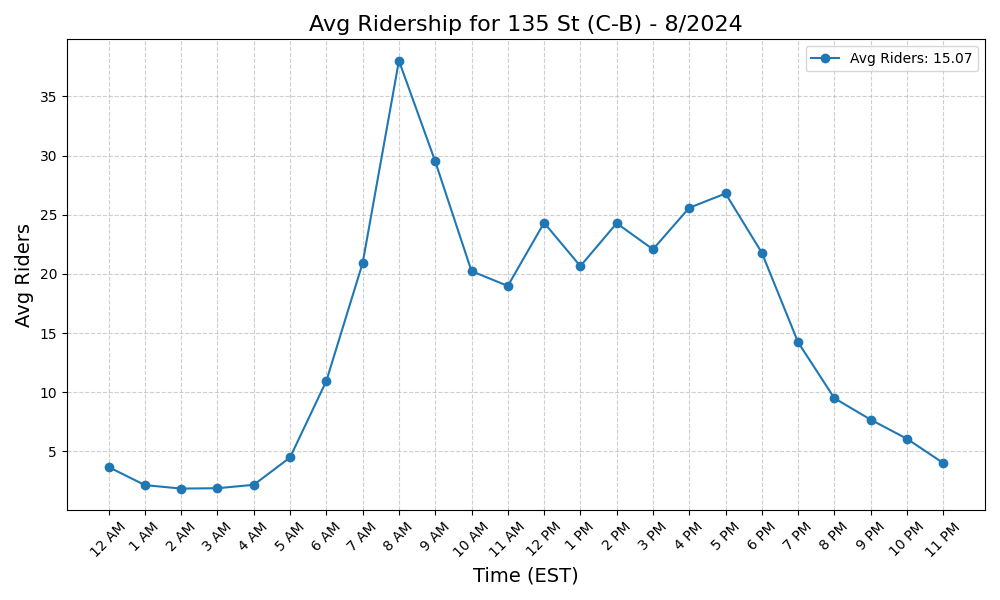 Avg Ridership for 135 St (C-B) - 8/2024
Avg Riders: 15.07
Avg Riders
35
30
25
20
15
10
5
12 AM
1 AM
2 AM
3 AM
4 AM
5 AM
6 AM
7 AM
8 AM
9 AM
10 AM
11 AM
12 PM
1 PM
2 PM
3 PM
4 PM
5 PM
6 PM
7 PM
8 PM
9 PM
10 PM
11 PM
Time (EST)